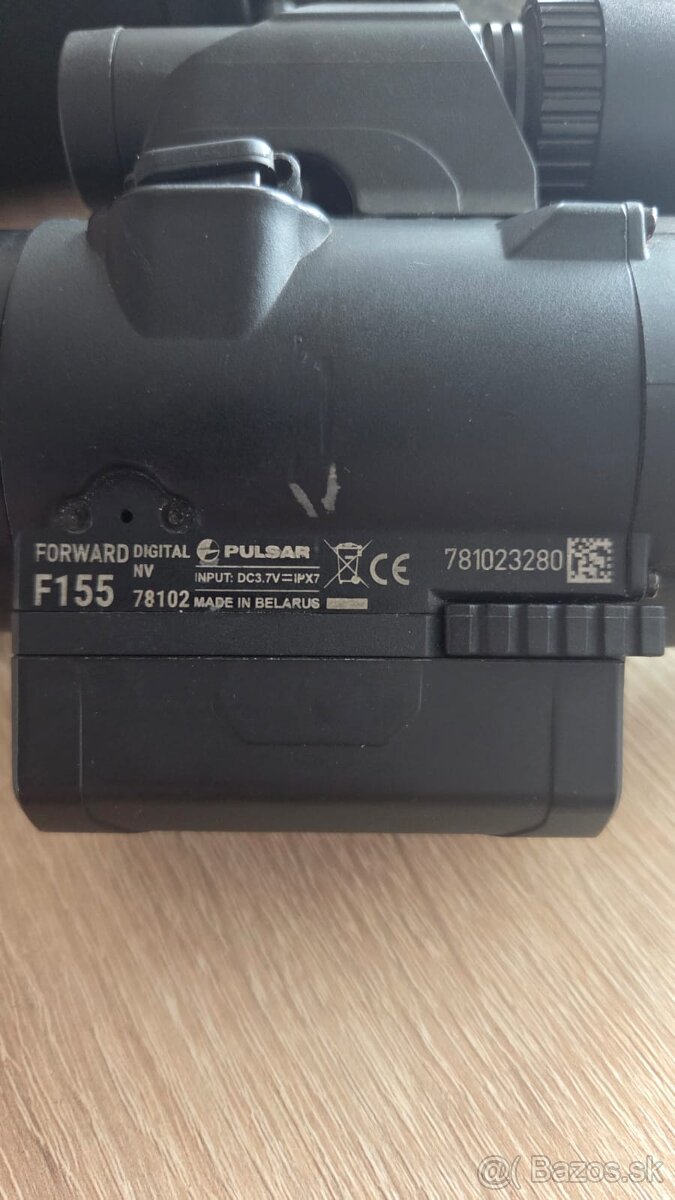 FORWARD DIGITAL NV PULSAR
INPUT: DC3.7V⎓IPX7
F155 78102 MADE IN BELARUS
CE
781023280
@( Bazos.sk